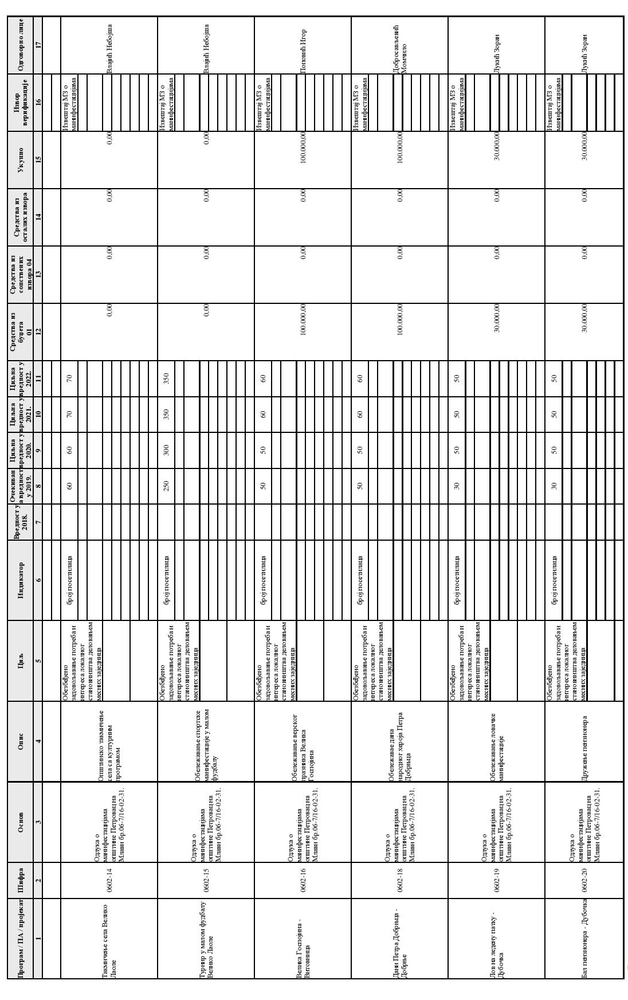 Програм / ПА / пројекат
Шифра
Основ
Опис
Циљ
Индикатор
Вредност у
2018.
Очекиван
а вредност
у 2019.
Циљна
вредност у
2020.
Циљна
вредност у
2021.
Циљна
вредност у
2022.
Средства из
буџета
01
Средства из
сопствених
извора 04
Средства из
осталих извора
Укупно
Извор
верификације
Одговорно лице
1
2
3
4
5
6
7
8
9
10
11
12
13
14
15
16
17
Такмичење села Велико
Лаоле
0602-14
Одлука о
манифестацијама
општине Петровац на
Млави бр.06-7/16-02-31.
Општинско такмичење
села са културним
програмом
Обезбеђено
задовољавање потреба и
интереса локалног
становништва деловањем
месних заједница
број посетилаца
60
60
70
70
0,00
0,00
0,00
0,00
Извештај МЗ о
манифестацијама
Влајић Небојша
Турнир у малом фудбалу
Велико Лаоле
0602-15
Одлука о
манифестацијама
општине Петровац на
Млави бр.06-7/16-02-31.
Обележавање спортске
манифестације у малом
фудбалу
Обезбеђено
задовољавање потреба и
интереса локалног
становништва деловањем
месних заједница
број посетилаца
250
300
350
350
0,00
0,00
0,00
0,00
Извештај МЗ о
манифестацијама
Влајић Небојша
Велика Госпојина -
Витовница
0602-16
Одлука о
манифестацијама
општине Петровац на
Млави бр.06-7/16-02-31.
Обележавање верског
празника Велика
Госпојина
Обезбеђено
задовољавање потреба и
интереса локалног
становништва деловањем
месних заједница
број посетилаца
50
50
60
60
100.000,00
0,00
0,00
100.000,00
Извештај МЗ о
манифестацијама
Поповић Игор
Дани Петра Добрњца -
Добрње
0602-18
Одлука о
манифестацијама
општине Петровац на
Млави бр.06-7/16-02-31.
Обележавае дана
народног хероја Петра
Добрњца
Обезбеђено
задовољавање потреба и
интереса локалног
становништва деловањем
месних заједница
број посетилаца
50
50
60
60
100.000,00
0,00
0,00
100.000,00
Извештај МЗ о
манифестацијама
Добросављевић
Момчило
Лов на ледену патку -
Дубочка
0602-19
Одлука о
манифестацијама
општине Петровац на
Млави бр.06-7/16-02-31.
Обележавање ловачке
манифестације
Обезбеђено
задовољавање потреба и
интереса локалног
становништва деловањем
месних заједница
број посетилаца
30
50
50
50
30.000,00
0,00
0,00
30.000,00
Извештај МЗ о
манифестацијама
Лукић Зоран
Бал пензионера - Дубочка
0602-20
Одлука о
манифестацијама
општине Петровац на
Млави бр.06-7/16-02-31.
Дружење пензионера
Обезбеђено
задовољавање потреба и
интереса локалног
становништва деловањем
месних заједница
број посетилаца
30
50
50
50
30.000,00
0,00
0,00
30.000,00
Извештај МЗ о
манифестацијама
Лукић Зоран